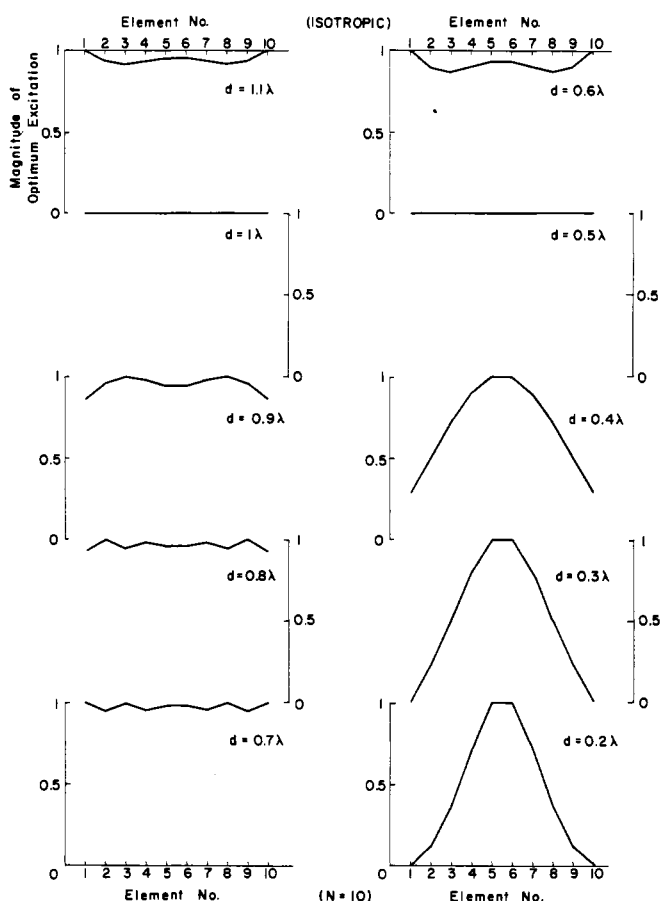 Element No. (ISOTROPIC) Element No.
1 2 3 4 5 6 7 8 9 10 1 2 3 4 5 6 7 8 9 10
Magnitude of
Optimum Excitation
1 1
d = 1.1λ d = 0.6λ
0.5 0.5
0 0
1 1
d = 1λ d = 0.5λ
0.5 0.5
1 0 1 0
d = 0.9λ d = 0.4λ
0.5 0.5
0 1 0 1
d = 0.8λ d = 0.3λ
0.5 0.5
1 0 1 0
d = 0.7λ d = 0.2λ
0.5 0.5
0 0
1 2 3 4 5 6 7 8 9 10 1 2 3 4 5 6 7 8 9 10
Element No. (N = 10) Element No.